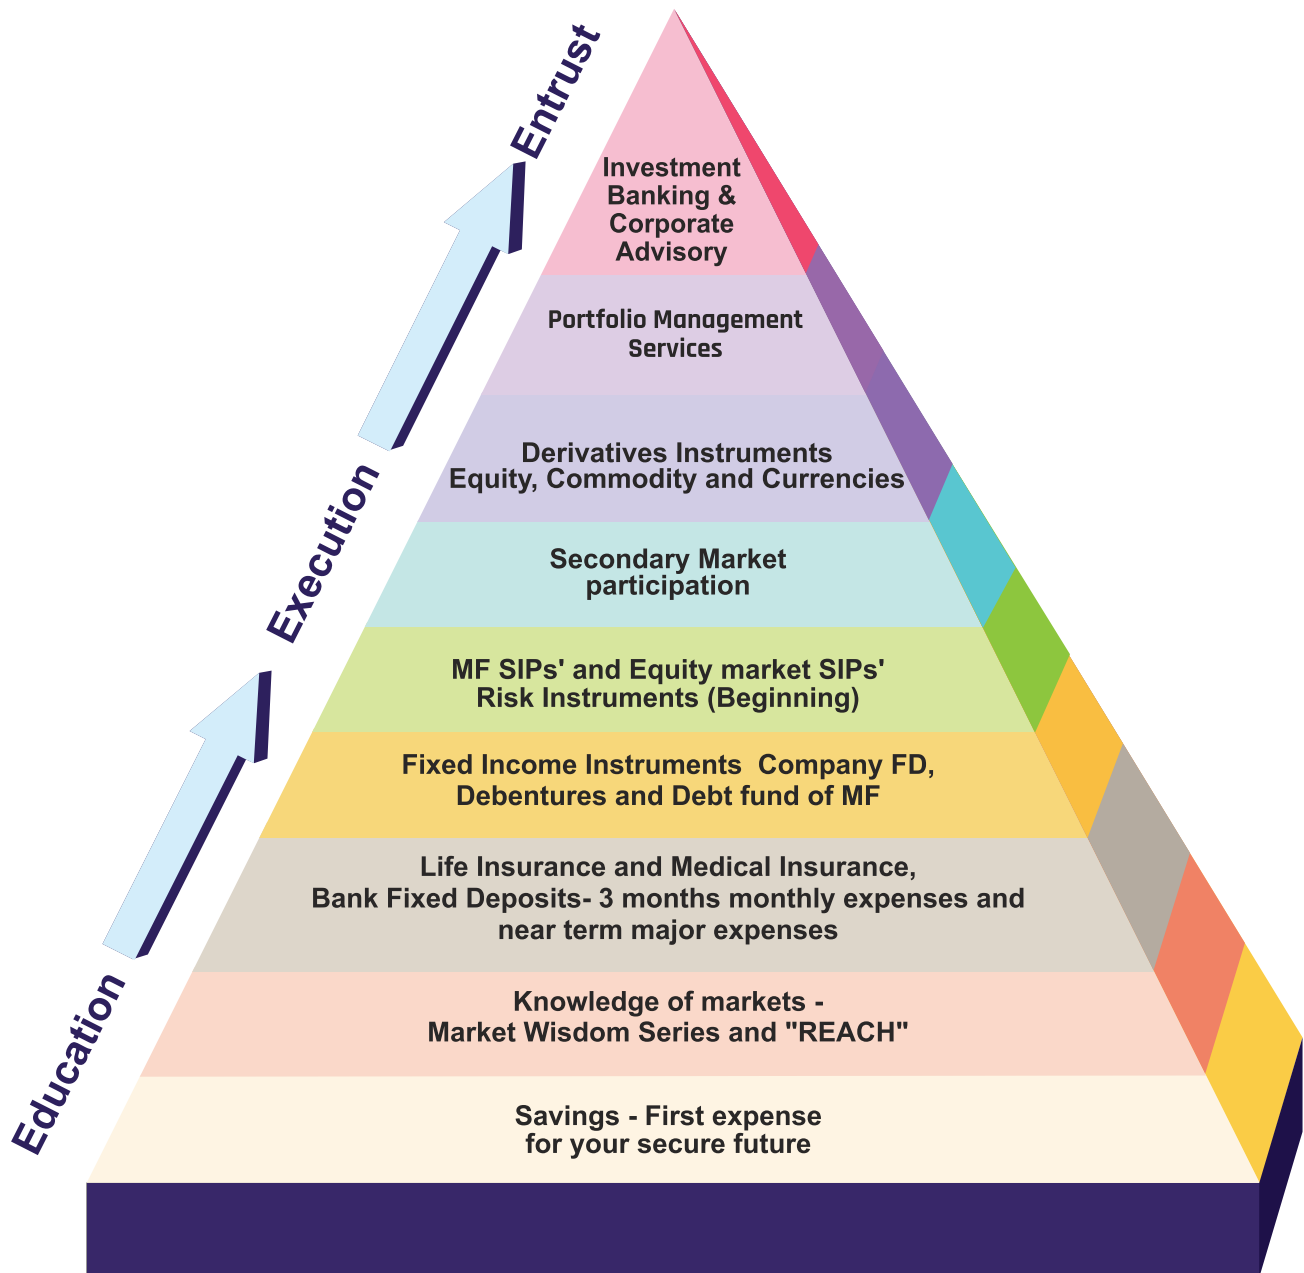 Entrust
Execution
Education
Investment
Banking &
Corporate
Advisory
Portfolio Management
Services
Derivatives Instruments
Equity, Commodity and Currencies
Secondary Market
participation
MF SIPs' and Equity market SIPs'
Risk Instruments (Beginning)
Fixed Income Instruments  Company FD,
Debentures and Debt fund of MF
Life Insurance and Medical Insurance,
Bank Fixed Deposits- 3 months monthly expenses and
near term major expenses
Knowledge of markets -
Market Wisdom Series and "REACH"
Savings - First expense
for your secure future